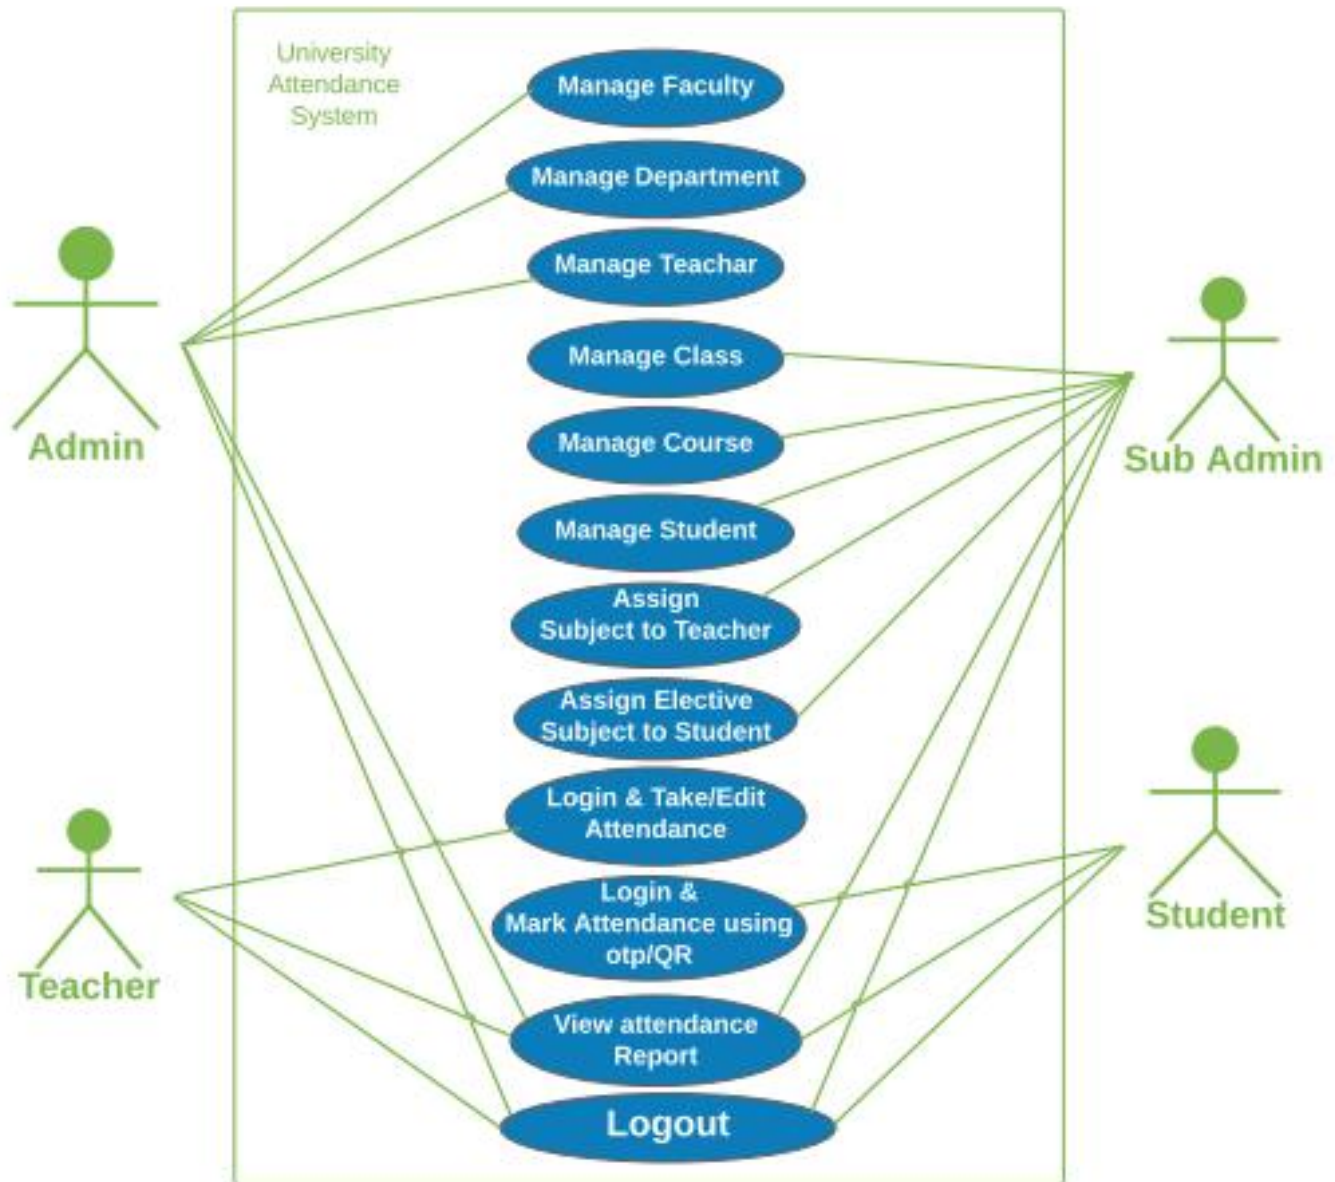 University
Attendance
System
Manage Faculty
Manage Department
Manage Teachar
Manage Class
Manage Course
Manage Student
Assign
Subject to Teacher
Assign Elective
Subject to Student
Login & Take/Edit
Attendance
Login &
Mark Attendance using
otp/QR
View attendance
Report
Logout
Admin
Teacher
Sub Admin
Student